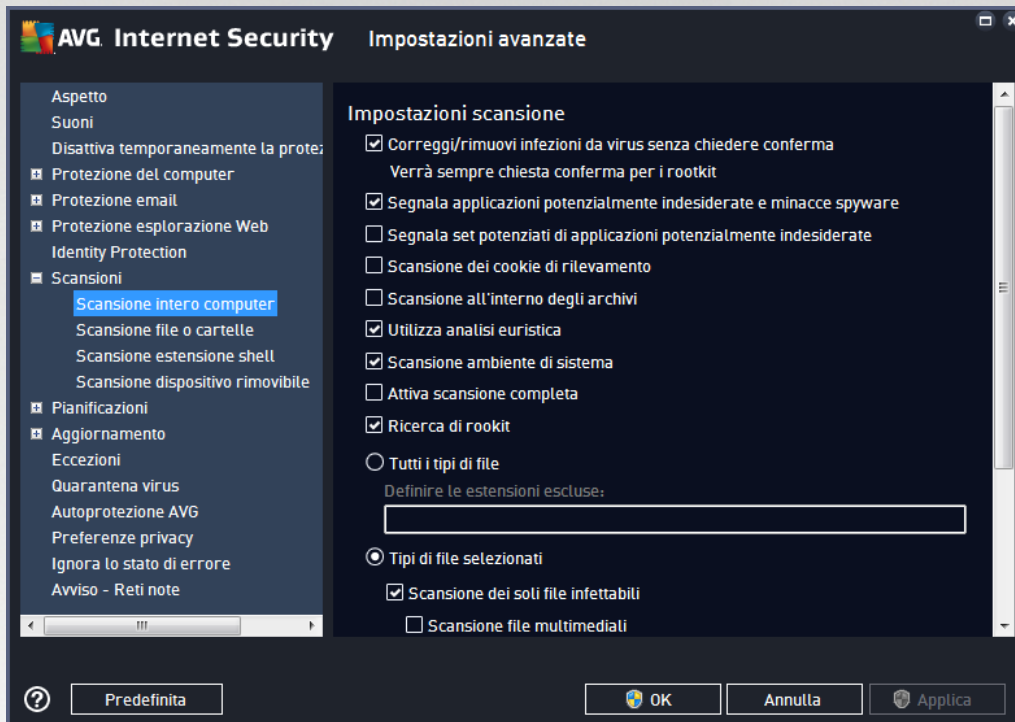 AVG. Internet Security Impostazioni avanzate
Aspetto
Suoni
Disattiva temporaneamente la protez
Protezione del computer
Protezione email
Protezione esplorazione Web
Identity Protection
Scansioni
Scansione intero computer
Scansione file o cartelle
Scansione estensione shell
Scansione dispositivo rimovibile
Pianificazioni
Aggiornamento
Eccezioni
Quarantena virus
Autoprotezione AVG
Preferenze privacy
Ignora lo stato di errore
Avviso - Reti note
Impostazioni scansione
Correggi/rimuovi infezioni da virus senza chiedere conferma
Verrà sempre chiesta conferma per i rootkit
Segnala applicazioni potenzialmente indesiderate e minacce spyware
Segnala set potenziati di applicazioni potenzialmente indesiderate
Scansione dei cookie di rilevamento
Scansione all'interno degli archivi
Utilizza analisi euristica
Scansione ambiente di sistema
Attiva scansione completa
Ricerca di rookit
Tutti i tipi di file
Definire le estensioni escluse:
Tipi di file selezionati
Scansione dei soli file infettabili
Scansione file multimediali
Predefinita
OK
Annulla
Applica